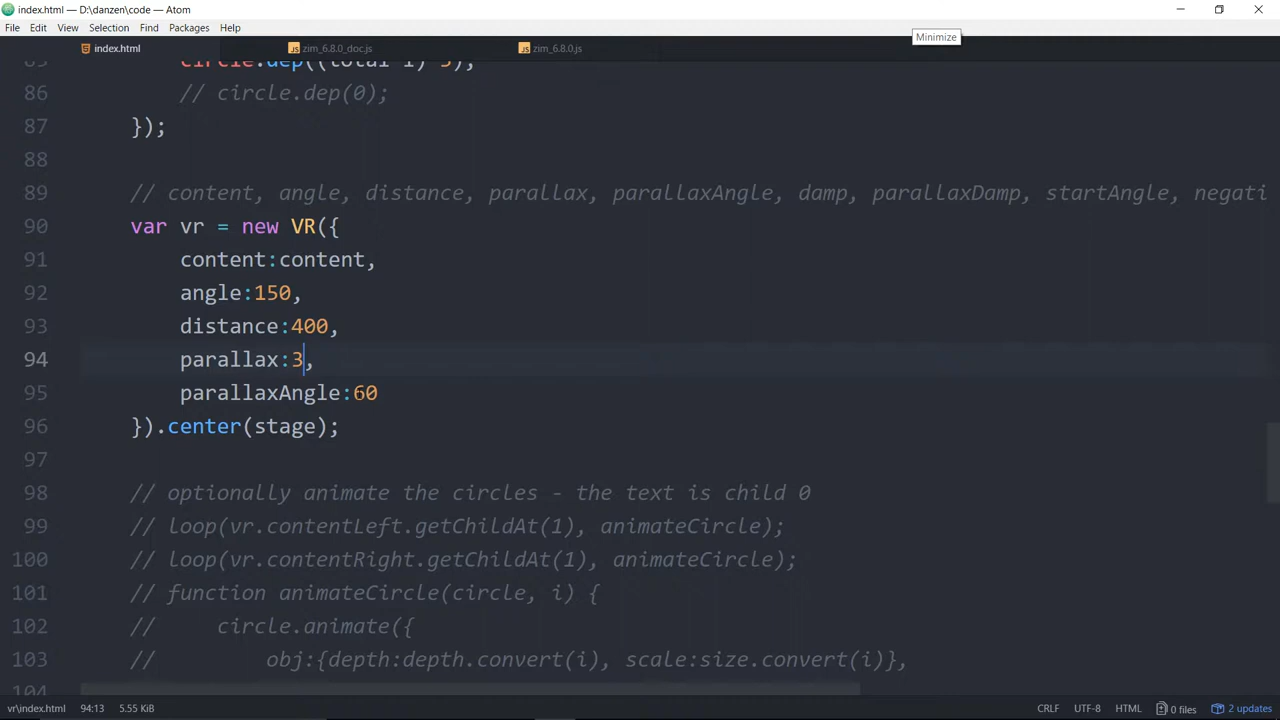 index.html — D:\danzen\code — Atom
File Edit View Selection Find Packages Help
Minimize
index.html
zim_6.8.0_doc.js
zim_6.8.0.js
86 // circle.dep(0);
87 });
88
89 // content, angle, distance, parallax, parallaxAngle, damp, parallaxDamp, startAngle, negati
90 var vr = new VR({
91 content:content,
92 angle:150,
93 distance:400,
94 parallax:3,
95 parallaxAngle:60
96 }).center(stage);
97
98 // optionally animate the circles - the text is child 0
99 // loop(vr.contentLeft.getChildAt(1), animateCircle);
100 // loop(vr.contentRight.getChildAt(1), animateCircle);
101 // function animateCircle(circle, i) {
102 // circle.animate({
103 // obj:{depth:depth.convert(i), scale:size.convert(i)},
104
vr\index.html 94:13 5.55 KiB CRLF UTF-8 HTML 0 files 2 updates